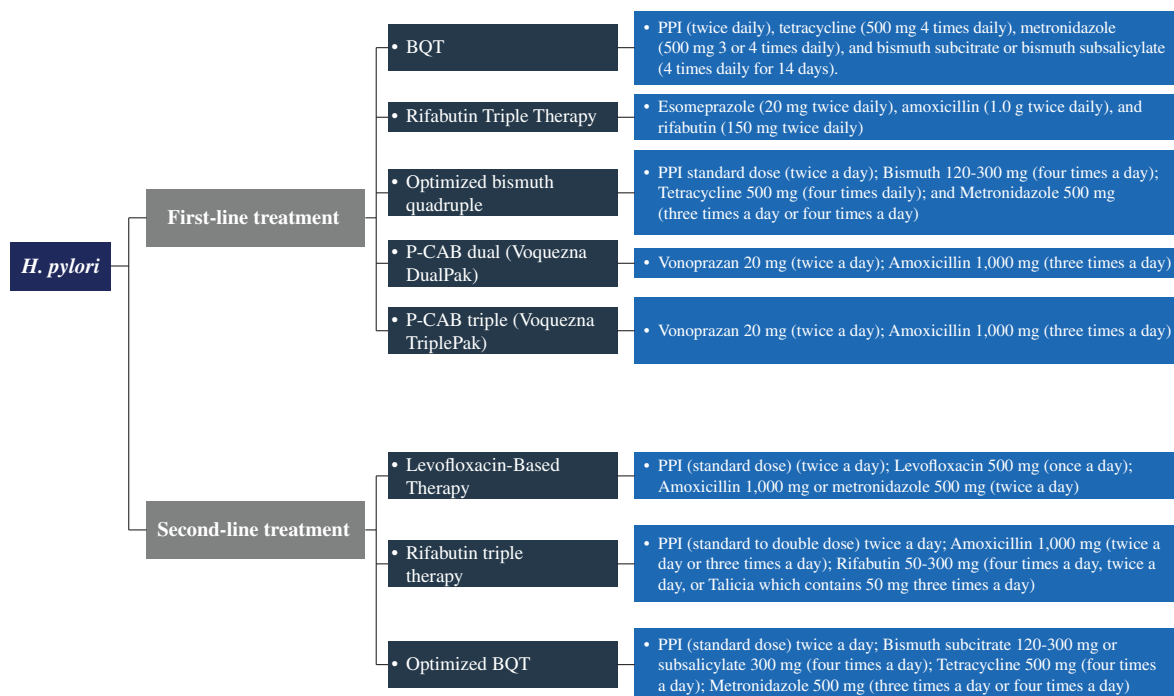 H. pylori
First-line treatment
• BQT
• PPI (twice daily), tetracycline (500 mg 4 times daily), metronidazole
(500 mg 3 or 4 times daily), and bismuth subcitrate or bismuth subsalicylate
(4 times daily for 14 days).
• Rifabutin Triple Therapy
• Esomeprazole (20 mg twice daily), amoxicillin (1.0 g twice daily), and
rifabutin (150 mg twice daily)
• Optimized bismuth
quadruple
• PPI standard dose (twice a day); Bismuth 120-300 mg (four times a day);
Tetracycline 500 mg (four times daily); and Metronidazole 500 mg
(three times a day or four times a day)
• P-CAB dual (Voquezna
DualPak)
• Vonoprazan 20 mg (twice a day); Amoxicillin 1,000 mg (three times a day)
• P-CAB triple (Voquezna
TriplePak)
• Vonoprazan 20 mg (twice a day); Amoxicillin 1,000 mg (three times a day)
Second-line treatment
• Levofloxacin-Based
Therapy
• PPI (standard dose) (twice a day); Levofloxacin 500 mg (once a day);
Amoxicillin 1,000 mg or metronidazole 500 mg (twice a day)
• Rifabutin triple
therapy
• PPI (standard to double dose) twice a day; Amoxicillin 1,000 mg (twice
a day or three times a day); Rifabutin 50-300 mg (four times a day, twice a
day, or Talicia which contains 50 mg three times a day)
• Optimized BQT
• PPI (standard dose) twice a day; Bismuth subcitrate 120-300 mg or
subsalicylate 300 mg (four times a day); Tetracycline 500 mg (four times
a day); Metronidazole 500 mg (three times a day or four times a day)